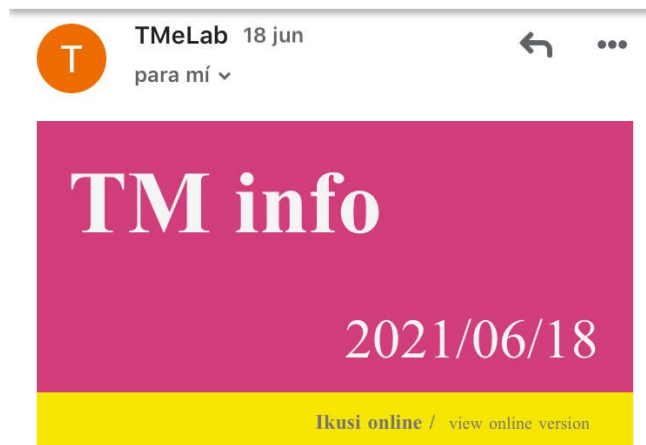 T
TMeLab 18 jun
para mí
TM info
2021/06/18
Ikusi online / view online version